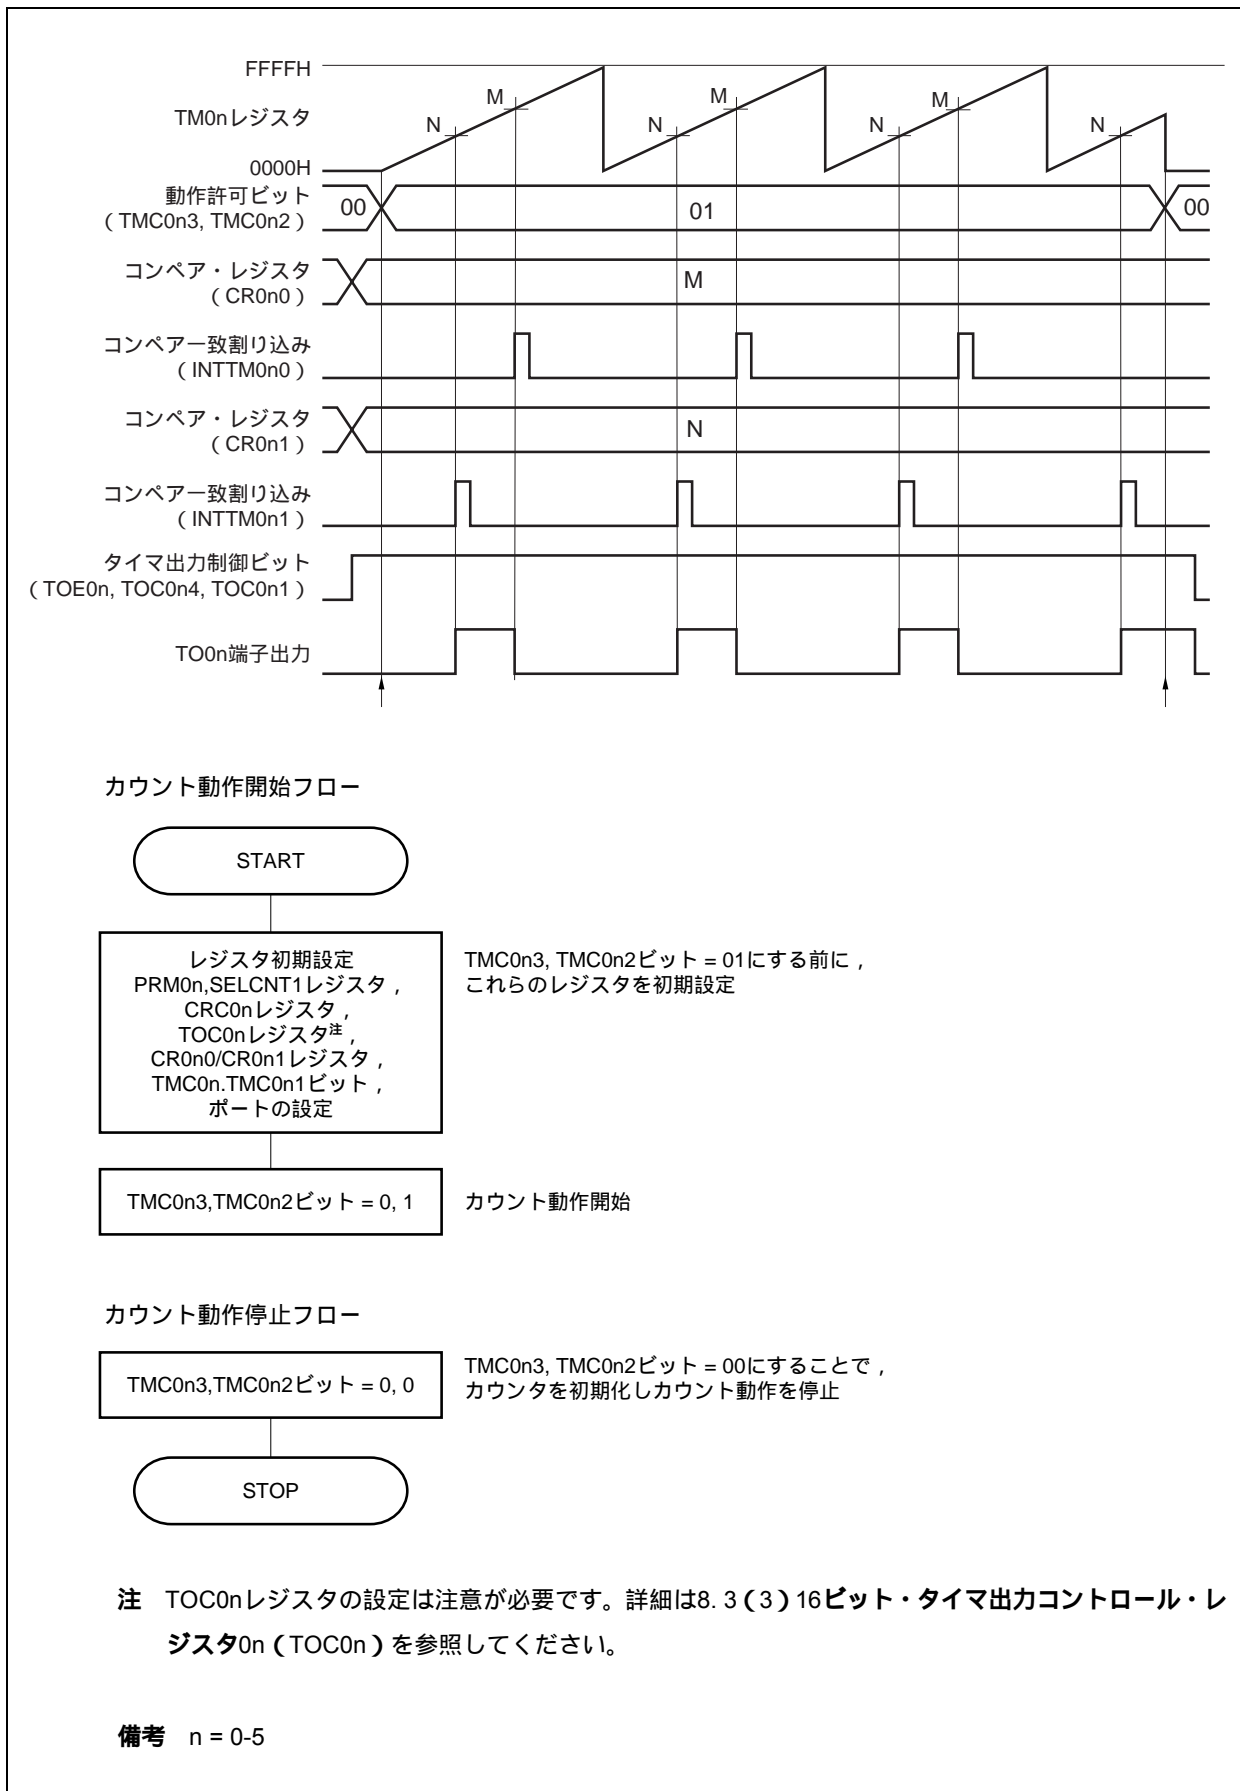 FFFFH
TM0nレジスタ
0000H
N M N M N M N
動作許可ビット
（TMC0n3, TMC0n2）
00 01 00
コンペア・レジスタ
（CR0n0）
M
コンペア一致割り込み
（INTTM0n0）
コンペア・レジスタ
（CR0n1）
N
コンペア一致割り込み
（INTTM0n1）
タイマ出力制御ビット
（TOE0n, TOC0n4, TOC0n1）
TO0n端子出力
カウント動作開始フロー
START
レジスタ初期設定
PRM0n,SELCNT1レジスタ，
CRC0nレジスタ，
TOC0nレジスタ注，
CR0n0/CR0n1レジスタ，
TMC0n.TMC0n1ビット，
ポートの設定
TMC0n3, TMC0n2ビット = 01にする前に，
これらのレジスタを初期設定
TMC0n3,TMC0n2ビット = 0, 1
カウント動作開始
カウント動作停止フロー
TMC0n3,TMC0n2ビット = 0, 0
TMC0n3, TMC0n2ビット = 00にすることで，
カウンタを初期化しカウント動作を停止
STOP
注　TOC0nレジスタの設定は注意が必要です。詳細は8. 3（3）16ビット・タイマ出力コントロール・レ
ジスタ0n（TOC0n）を参照してください。
備考　n = 0-5